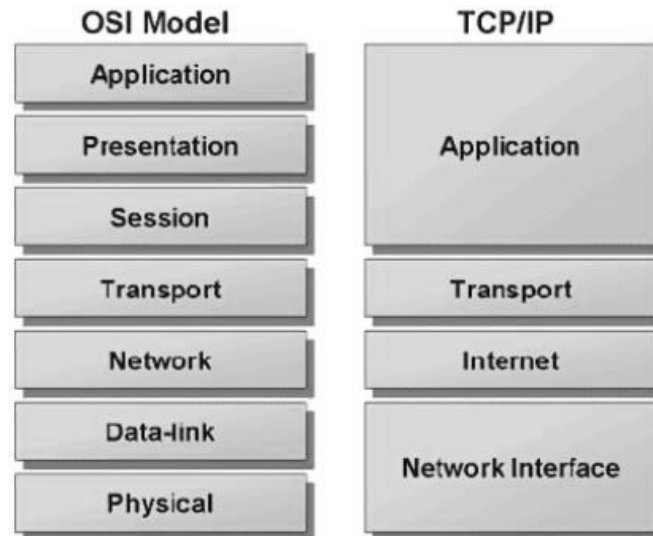 OSI Model
Application
Presentation
Session
Transport
Network
Data-link
Physical
TCP/IP
Application
Transport
Internet
Network Interface